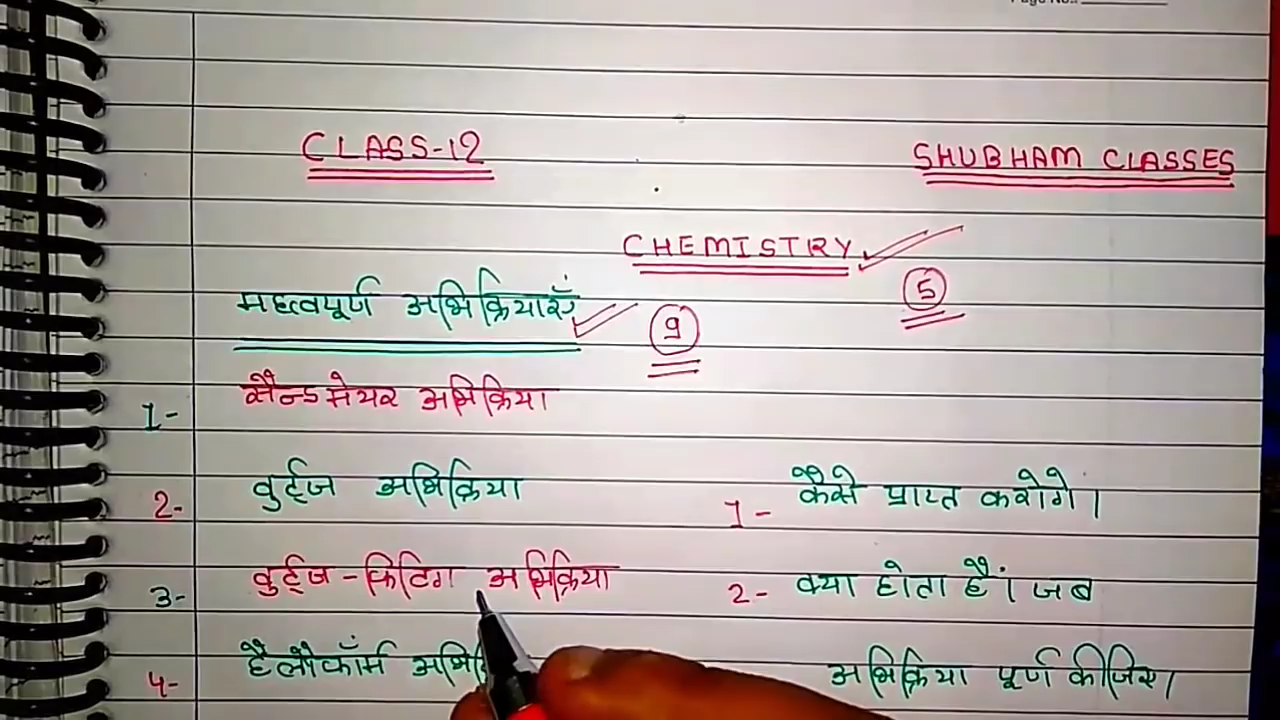 CLASS-12
SHUBHAM CLASSES
CHEMISTRY
5
महत्वपूर्ण अभिक्रियाएँ
9
1- सैन्डमेयर अभिक्रिया
2- वुर्ट्ज अभिक्रिया
3- वुर्ट्ज-फिटिग अभिक्रिया
4- हैलोफॉर्म
1- कैसे प्राप्त करोगे।
2- क्या होता हैं। जब
अभिक्रिया पूर्ण कीजिए।